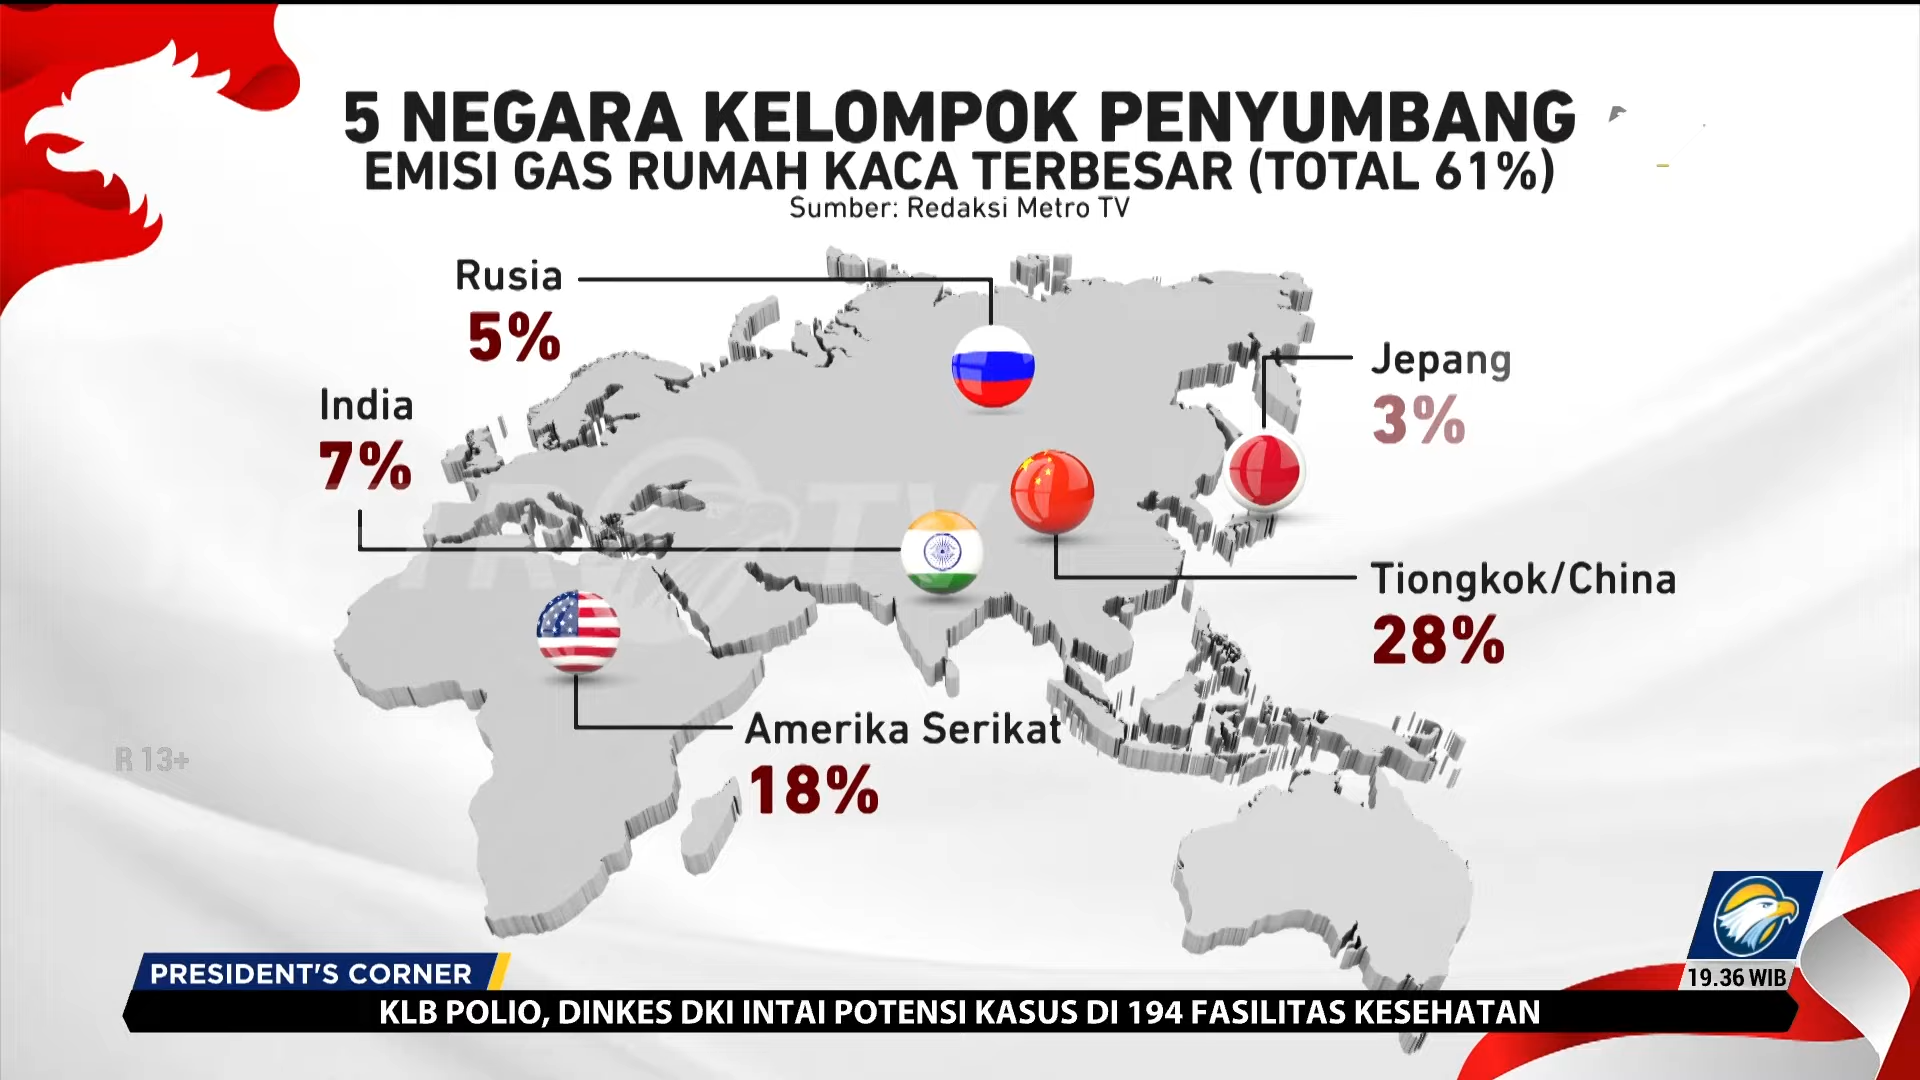 5 NEGARA KELOMPOK PENYUMBANG
EMISI GAS RUMAH KACA TERBESAR (TOTAL 61%)
Sumber: Redaksi Metro TV
Rusia
5%
Jepang
3%
India
7%
Tiongkok/China
28%
Amerika Serikat
18%
R 13+
PRESIDENT'S CORNER
19.36 WIB
KLB POLIO, DINKES DKI INTAI POTENSI KASUS DI 194 FASILITAS KESEHATAN